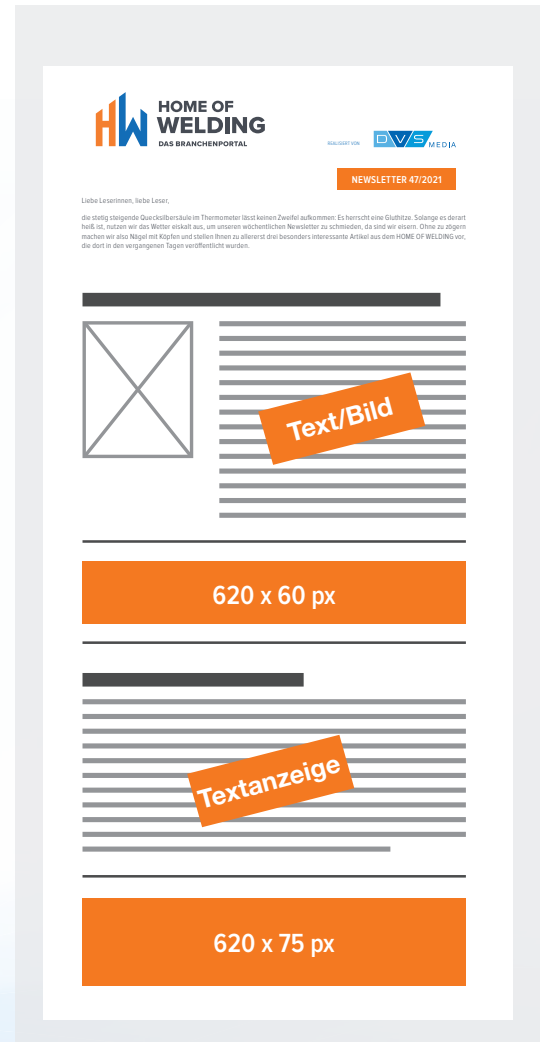 HOME OF
WELDING
DAS BRANCHENPORTAL
REALISIERT VON
DVS
MEDIA
NEWSLETTER 47/2021
Liebe Leserinnen, liebe Leser,
die stetig steigende Quecksilbersäule im Thermometer lässt keinen Zweifel aufkommen: Es herrscht eine Gluthitze. Solange es derart
heiß ist, nutzen wir das Wetter eiskalt aus, um unseren wöchentlichen Newsletter zu schmieden, da sind wir eisern. Ohne zu zögern
machen wir also Nägel mit Köpfen und stellen Ihnen zu allererst drei besonders interessante Artikel aus dem HOME OF WELDING vor,
die dort in den vergangenen Tagen veröffentlicht wurden.
Text/Bild
620 x 60 px
Textanzeige
620 x 75 px